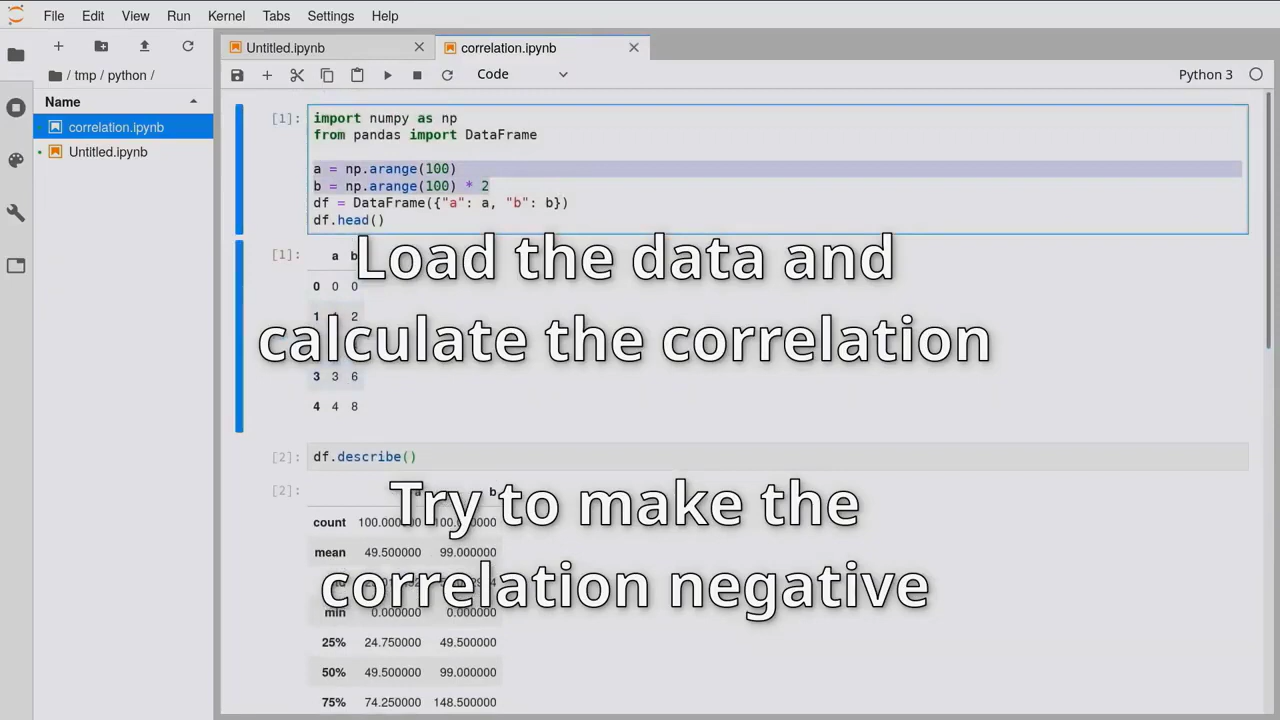 File Edit View Run Kernel Tabs Settings Help
Untitled.ipynb
correlation.ipynb
/ tmp / python /
Code
Python 3
Name
correlation.ipynb
Untitled.ipynb
[1]:
import numpy as np
from pandas import DataFrame
a = np.arange(100)
b = np.arange(100) * 2
df = DataFrame({"a": a, "b": b})
df.head()
[1]:
a b
0 0 0
1 2
3 3 6
4 4 8
Load the data and
calculate the correlation
[2]:
df.describe()
[2]:
b
count 100.000
mean 49.500000 99.000000
min 0.000000 0.000000
25% 24.750000 49.500000
50% 49.500000 99.000000
75% 74.250000 148.500000
Try to make the
correlation negative